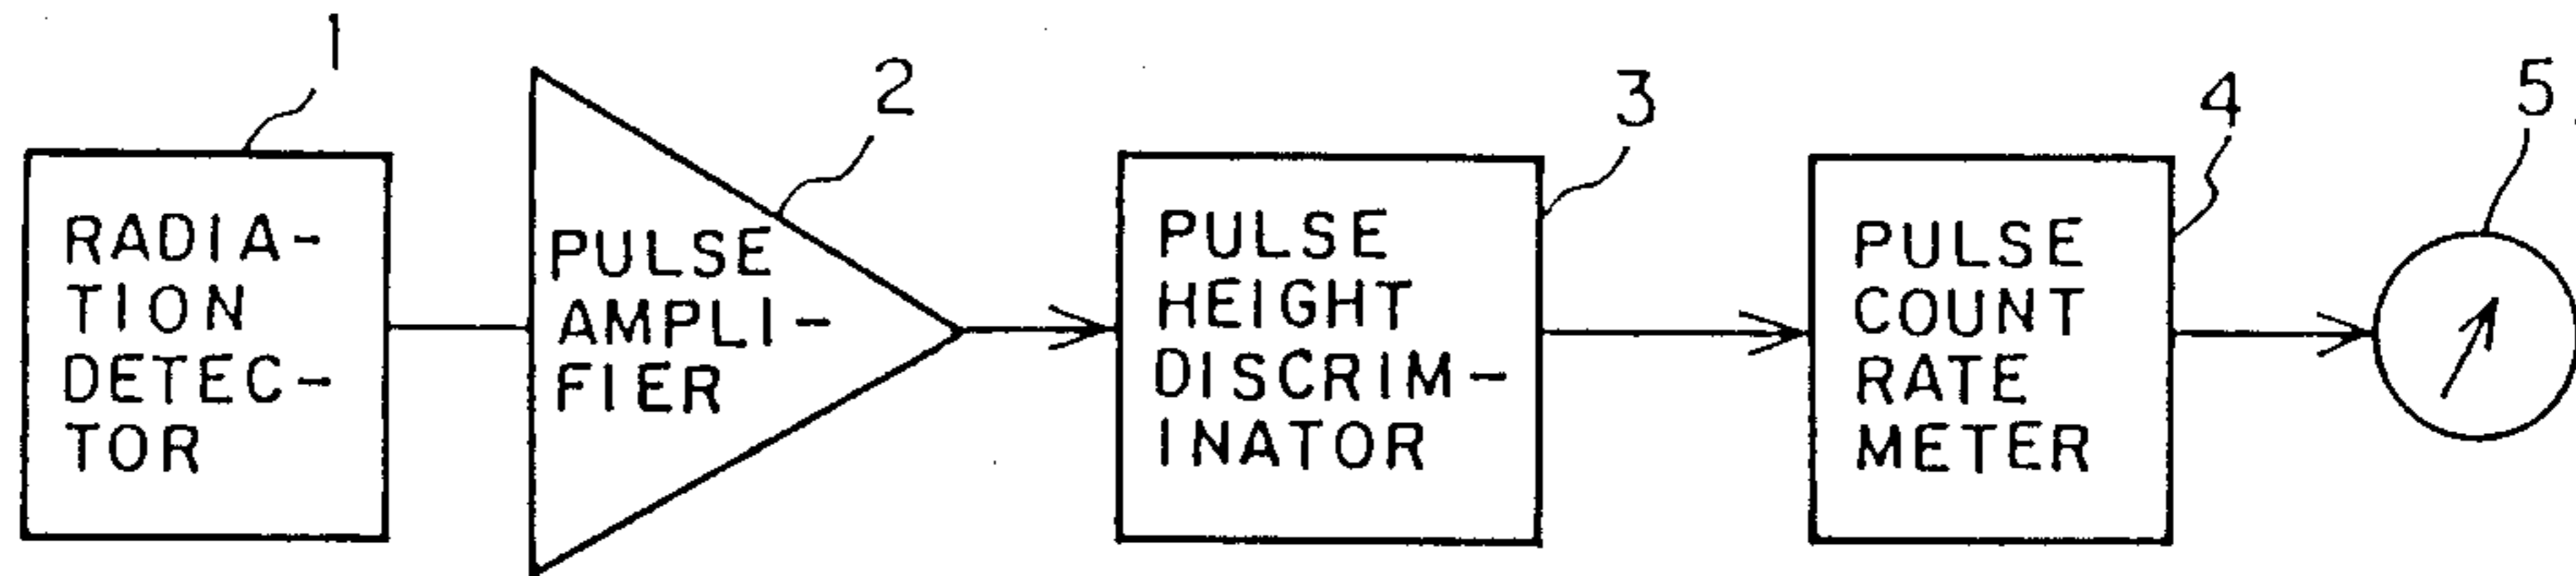 1
2
3
4
5
RADIA-
TION
DETEC-
TOR
PULSE
AMPLI-
FIER
PULSE
HEIGHT
DISCRIM-
INATOR
PULSE
COUNT
RATE
METER